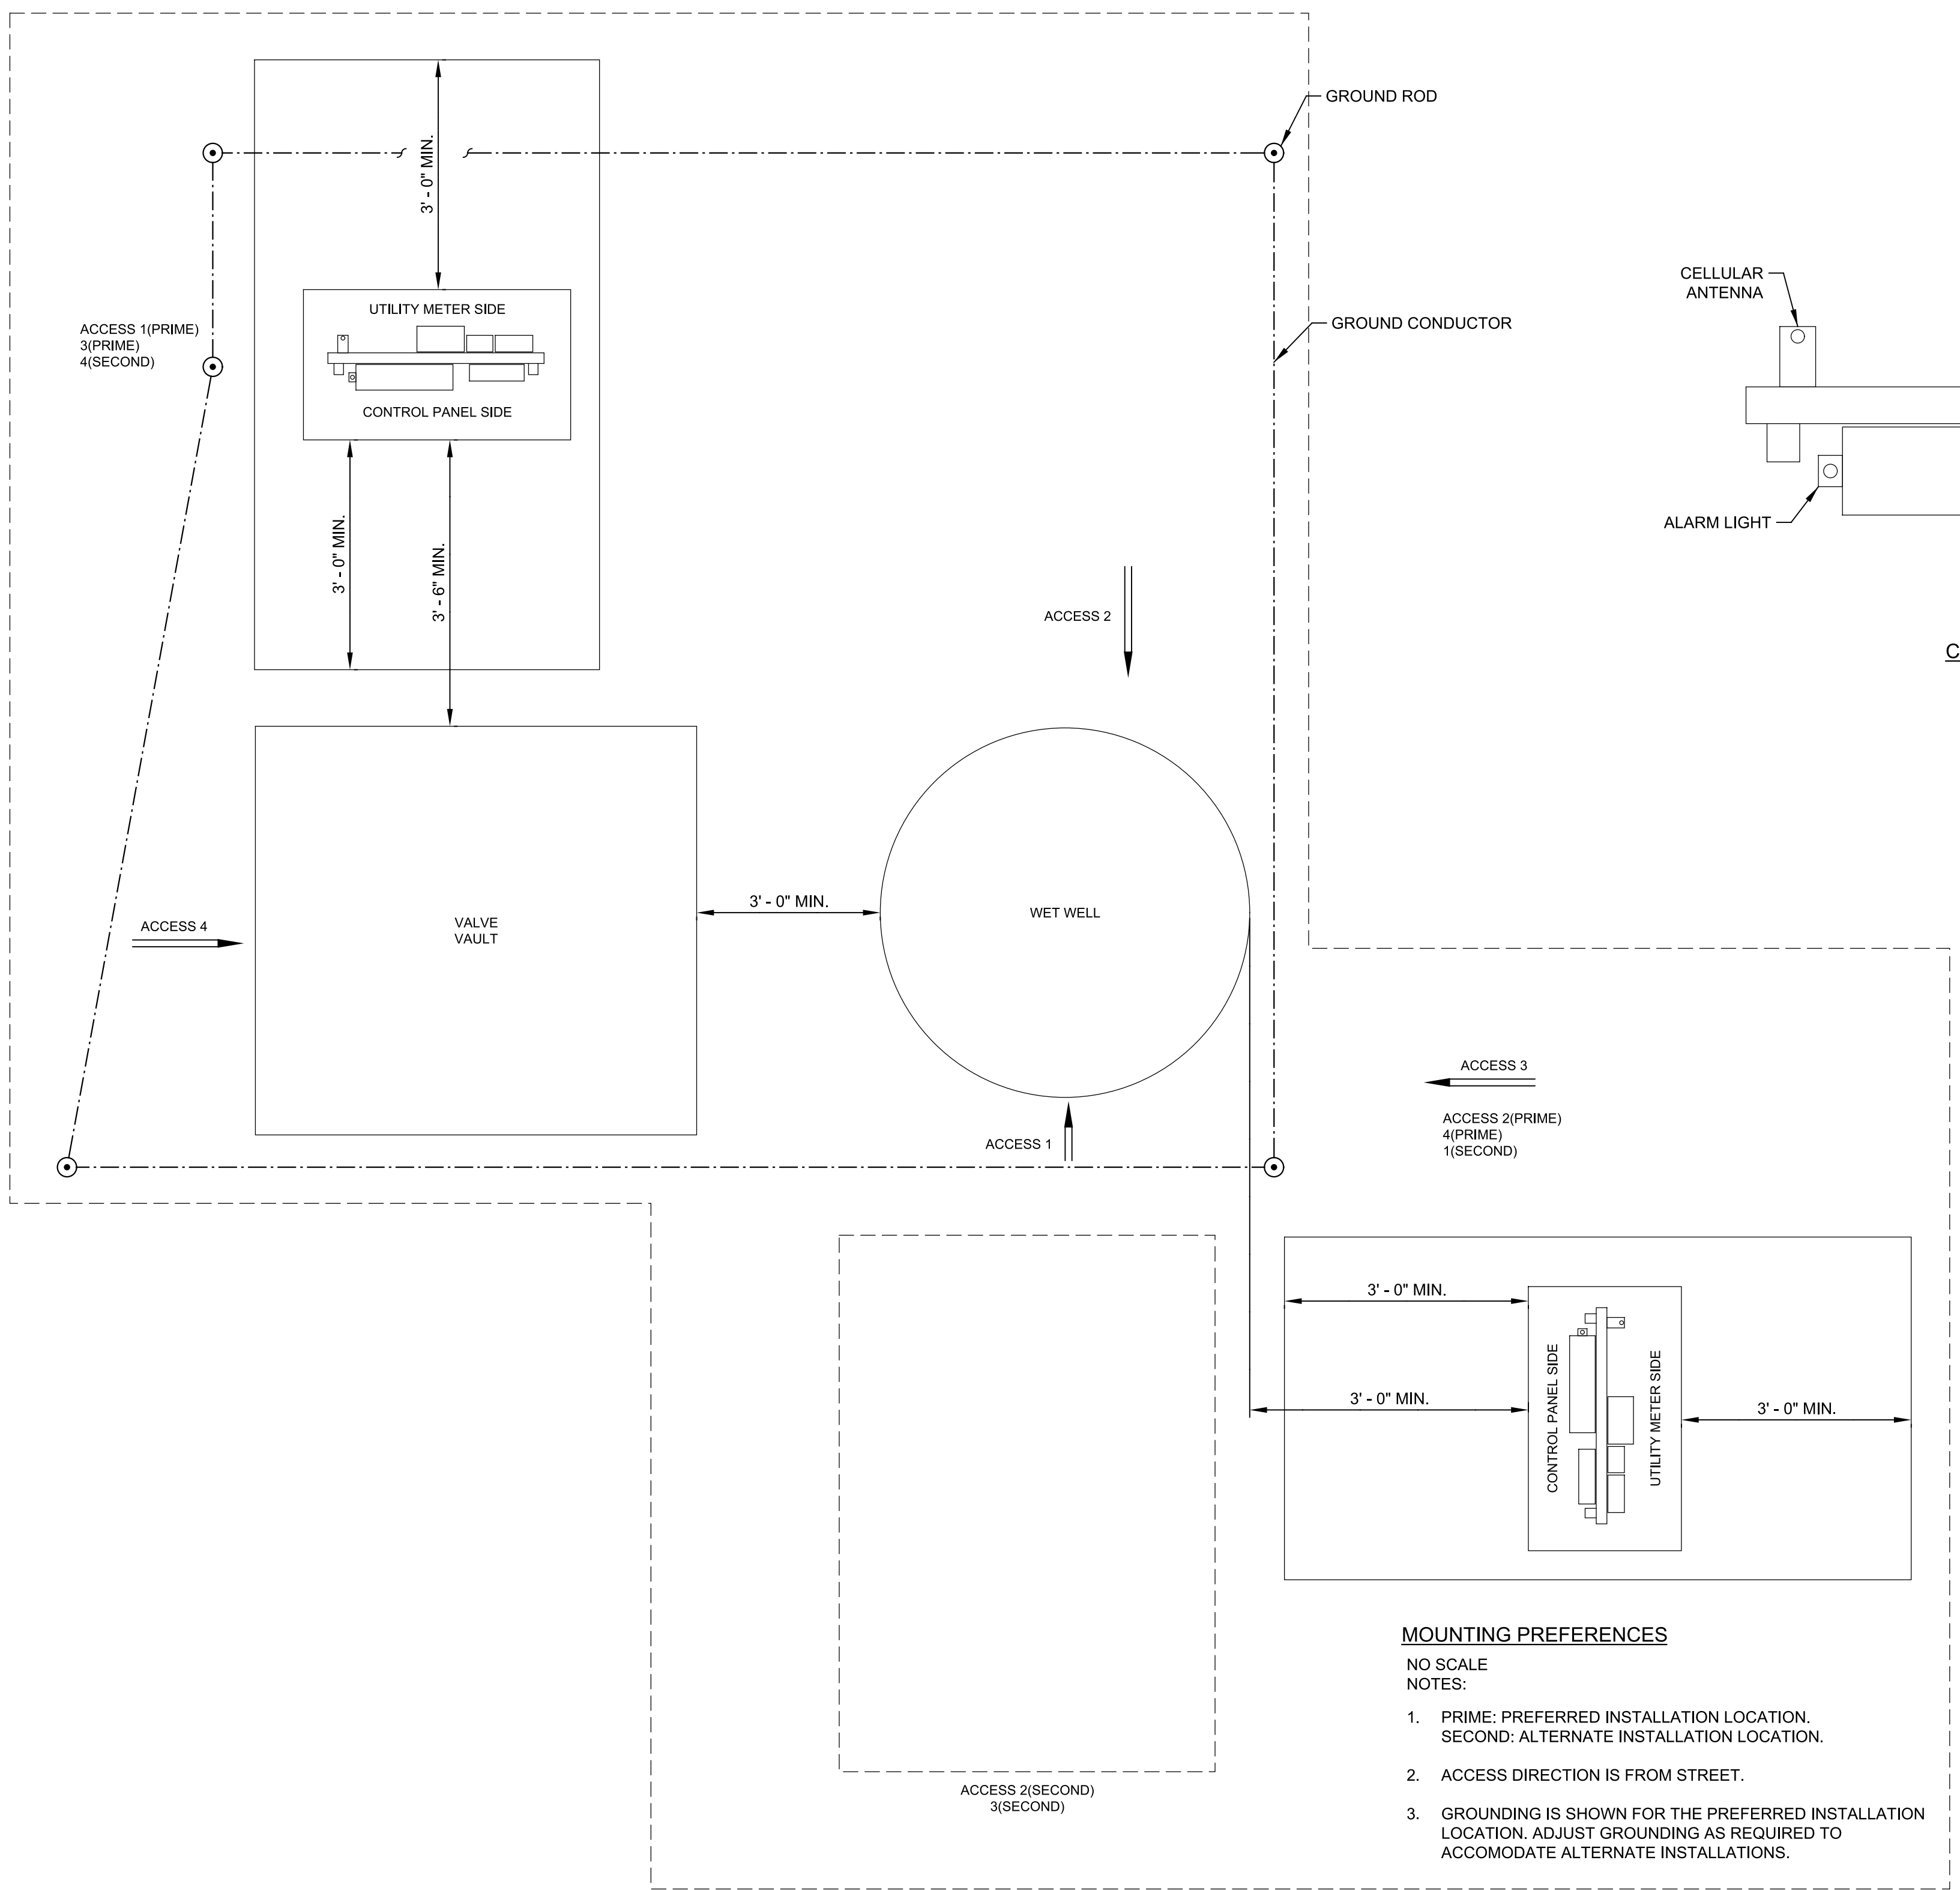 GROUND ROD
3' - 0" MIN.
CELLULAR
ANTENNA
UTILITY METER SIDE
ACCESS 1(PRIME)
3(PRIME)
4(SECOND)
GROUND CONDUCTOR
CONTROL PANEL SIDE
ALARM LIGHT
3' - 0" MIN.
3' - 6" MIN.
ACCESS 2
C
3' - 0" MIN.
WET WELL
VALVE
VAULT
ACCESS 4
ACCESS 3
ACCESS 2(PRIME)
4(PRIME)
1(SECOND)
ACCESS 1
3' - 0" MIN.
3' - 0" MIN.
CONTROL PANEL SIDE
UTILITY METER SIDE
3' - 0" MIN.
MOUNTING PREFERENCES
NO SCALE
NOTES:
1. PRIME: PREFERRED INSTALLATION LOCATION.
SECOND: ALTERNATE INSTALLATION LOCATION.
2. ACCESS DIRECTION IS FROM STREET.
3. GROUNDING IS SHOWN FOR THE PREFERRED INSTALLATION
LOCATION. ADJUST GROUNDING AS REQUIRED TO
ACCOMODATE ALTERNATE INSTALLATIONS.
ACCESS 2(SECOND)
3(SECOND)